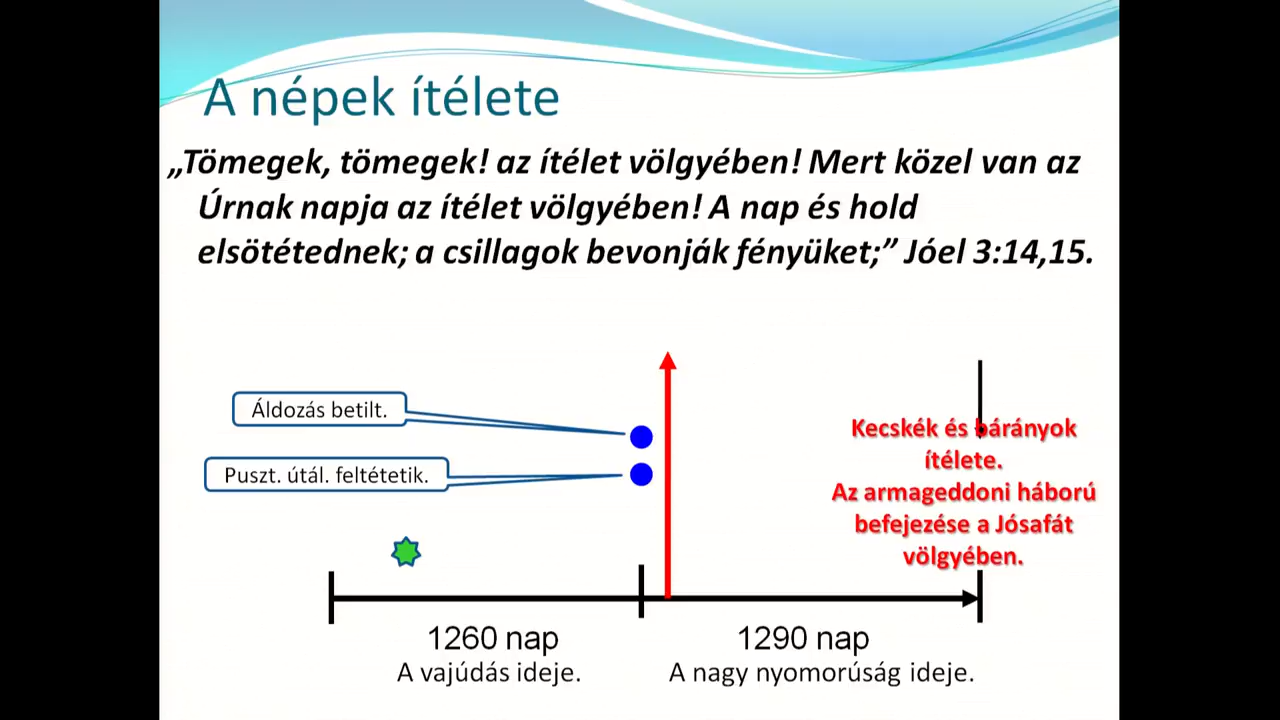 A népek ítélete
„Tömegek, tömegek! az ítélet völgyében! Mert közel van az
Úrnak napja az ítélet völgyében! A nap és hold
elsötétednek; a csillagok bevonják fényüket;” Jóel 3:14,15.
Áldozás betilt.
Puszt. útál. feltétetik.
Kecskék és bárányok
ítélete.
Az armageddoni háború
befejezése a Jósafát
völgyében.
1260 nap
A vajúdás ideje.
1290 nap
A nagy nyomorúság ideje.